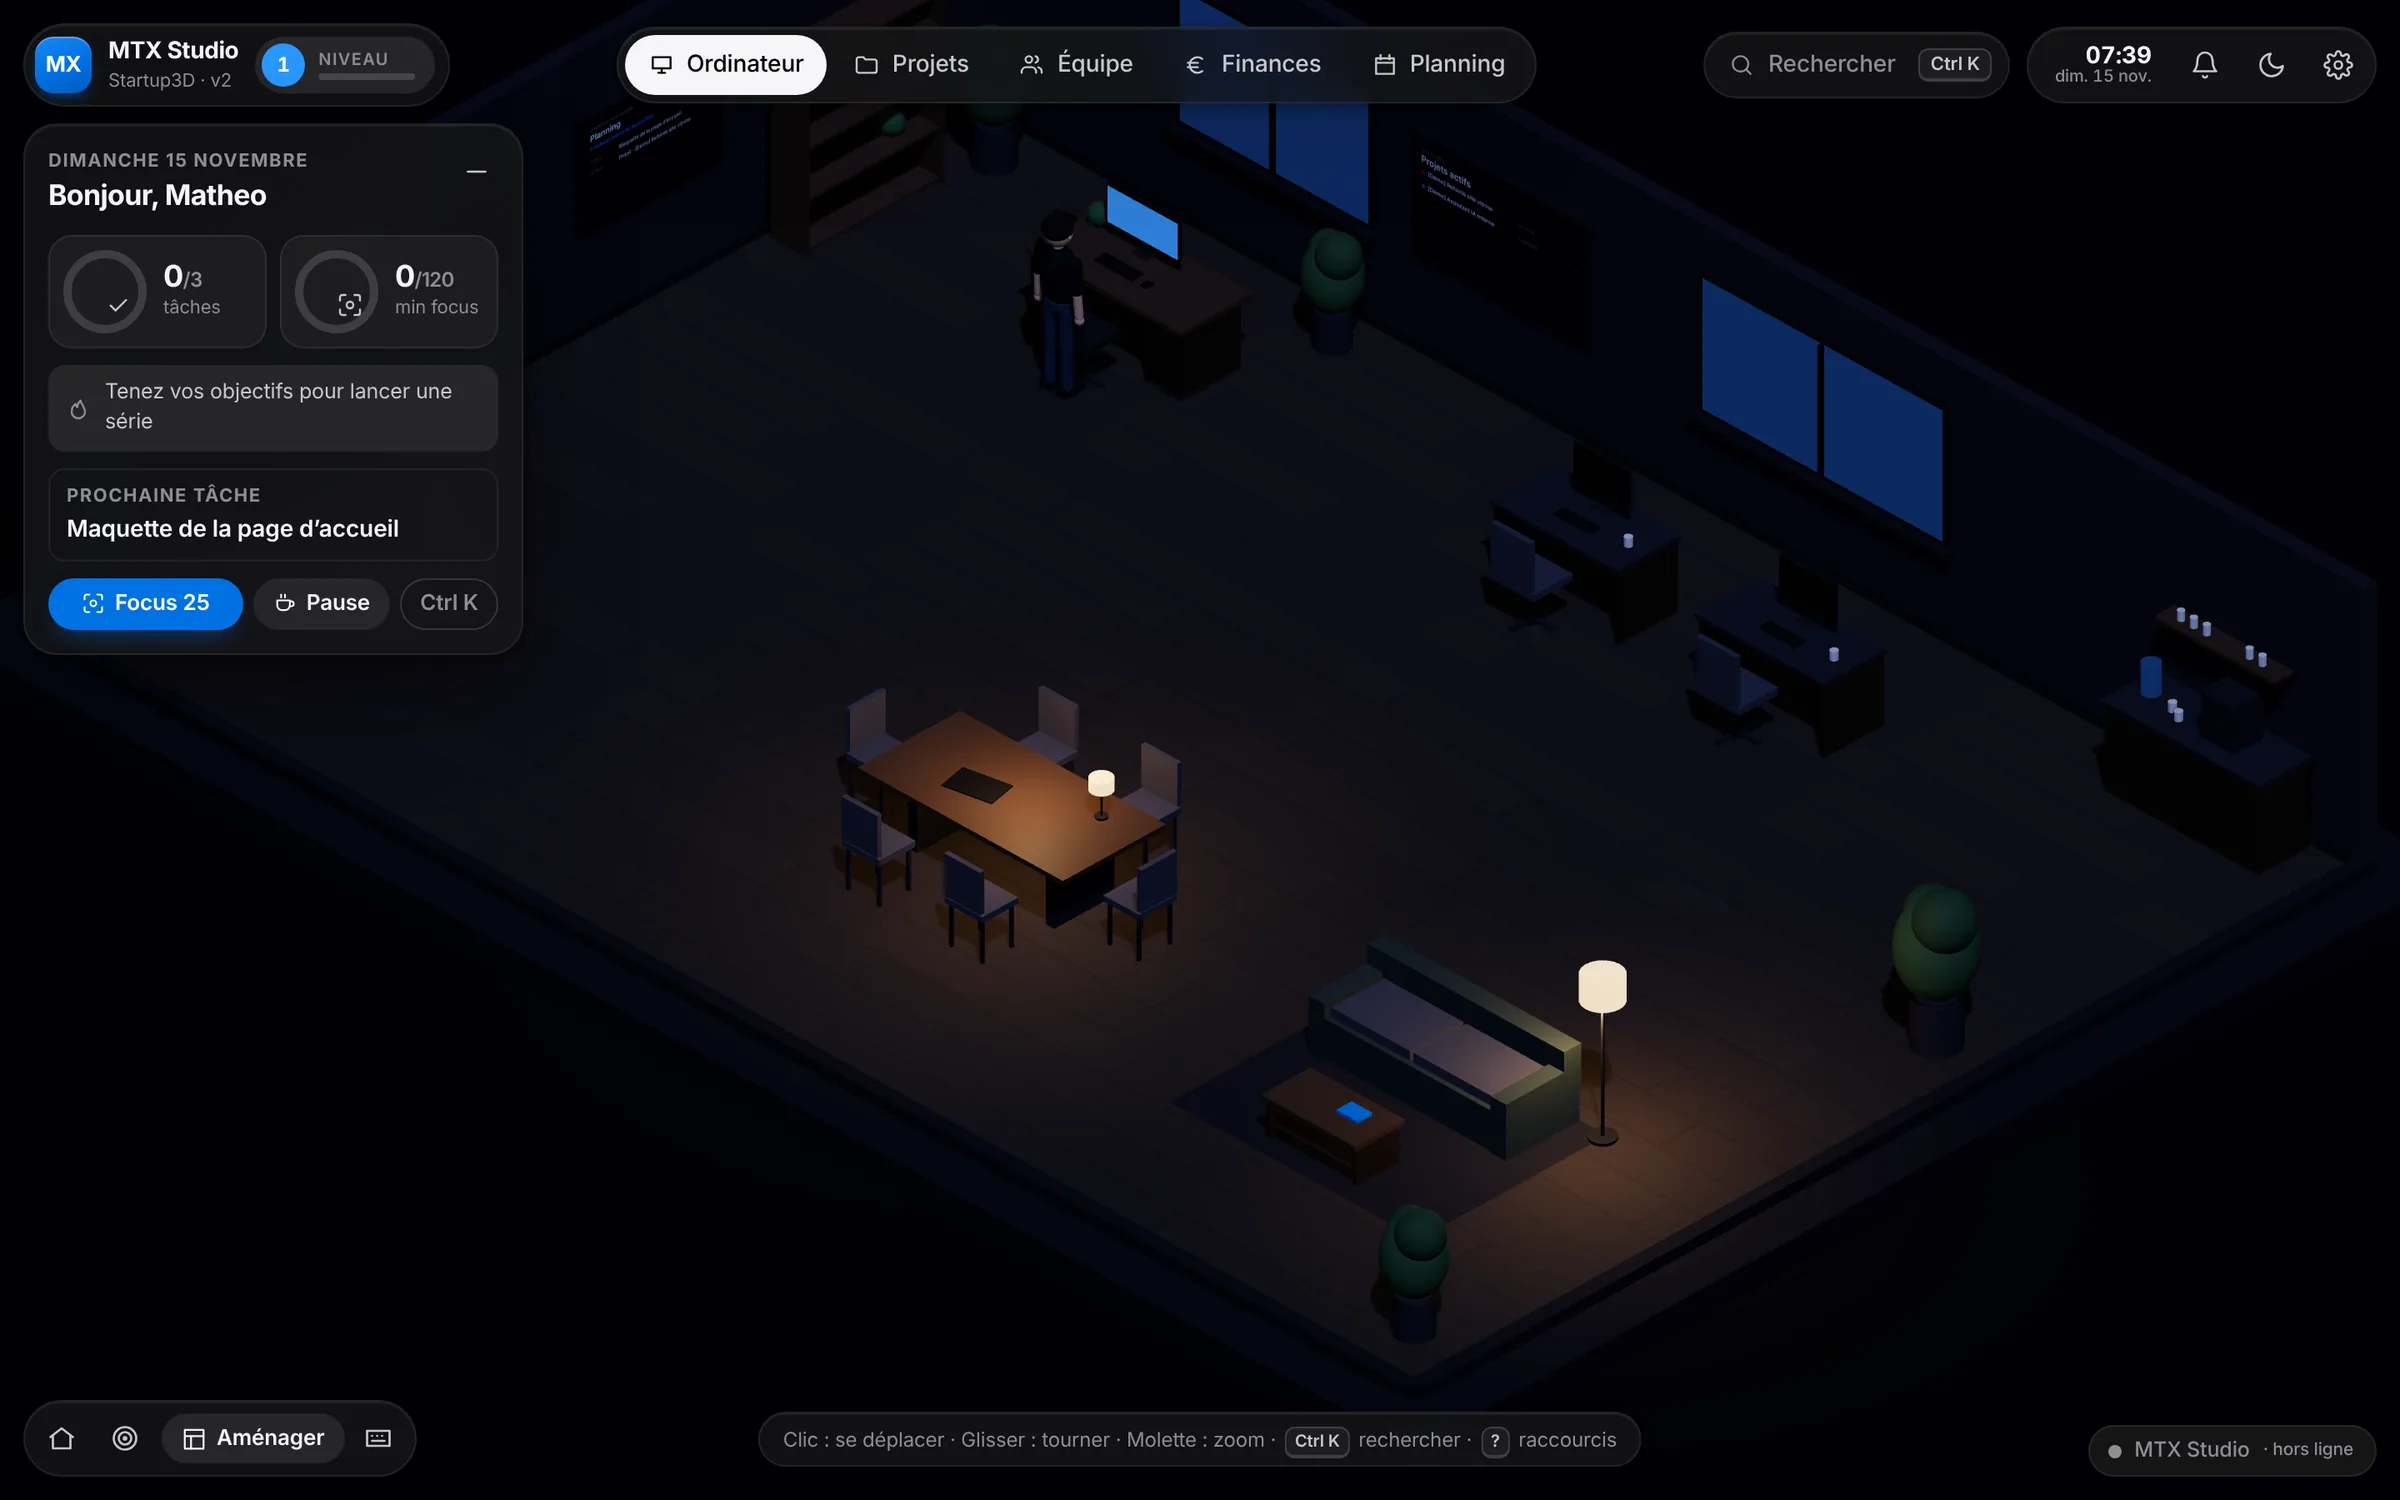 MX
MTX Studio
Startup3D · v2
1
NIVEAU
Ordinateur
Projets
Équipe
Finances
Planning
Rechercher
Ctrl K
07:39
dim. 15 nov.
DIMANCHE 15 NOVEMBRE
Bonjour, Matheo
0/3
tâches
0/120
min focus
Tenez vos objectifs pour lancer une
série
PROCHAINE TÂCHE
Maquette de la page d’accueil
Focus 25
Pause
Ctrl K
Planning
Projets actifs
Aménager
Clic : se déplacer · Glisser : tourner · Molette : zoom · Ctrl K rechercher · ? raccourcis
MTX Studio · hors ligne